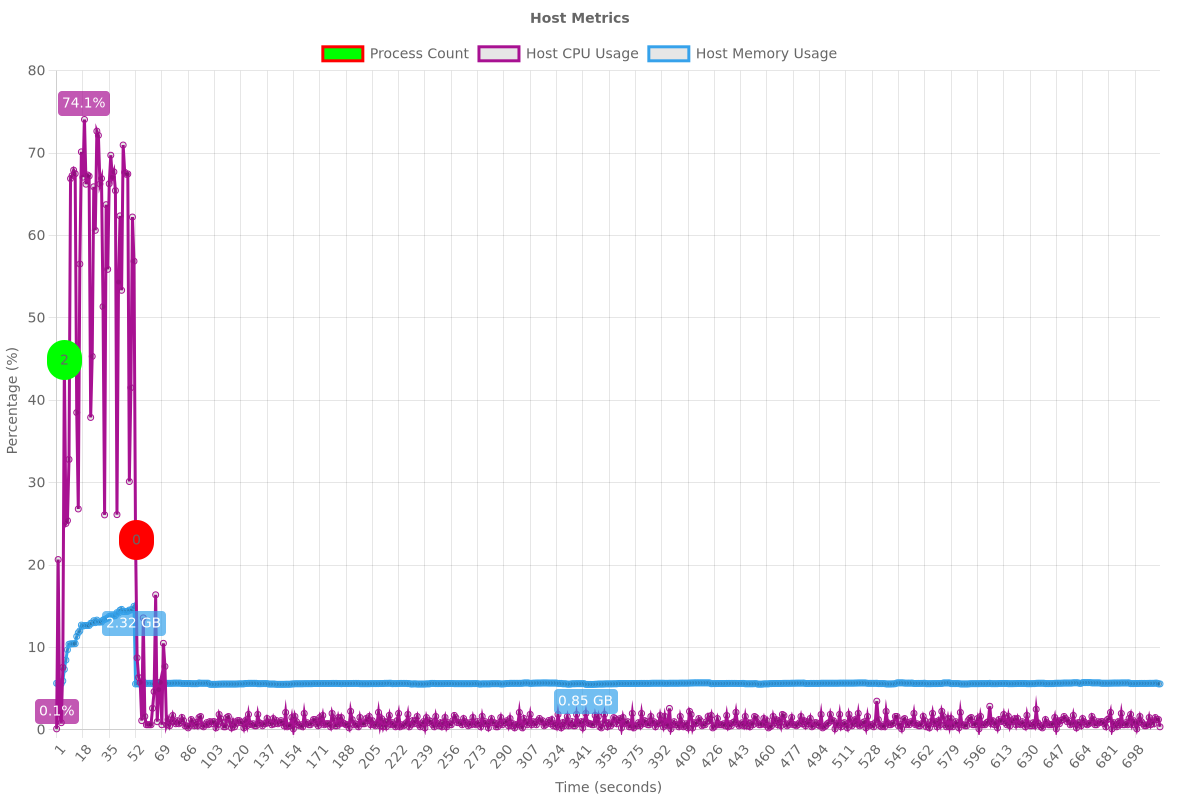 Host Metrics
Process Count Host CPU Usage Host Memory Usage
80
74.1%
70
60
50
2
40
Percentage (%)
30
0
20
2.32 GB
10
0.85 GB
0.1%
0
1 18 35 52 69 86 103 120 137 154 171 188 205 222 239 256 273 290 307 324 341 358 375 392 409 426 443 460 477 494 511 528 545 562 579 596 613 630 647 664 681 698
Time (seconds)